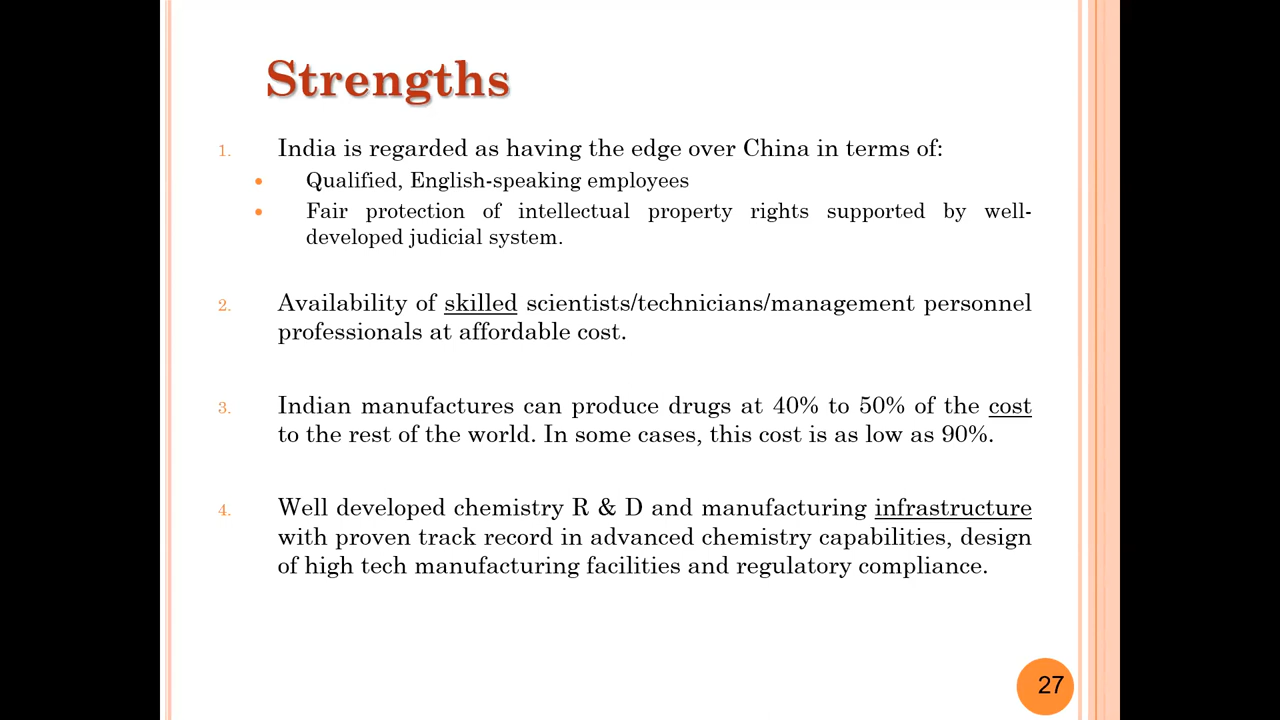 Strengths
1. India is regarded as having the edge over China in terms of:
• Qualified, English-speaking employees
• Fair protection of intellectual property rights supported by well-
developed judicial system.
2. Availability of skilled scientists/technicians/management personnel
professionals at affordable cost.
3. Indian manufactures can produce drugs at 40% to 50% of the cost
to the rest of the world. In some cases, this cost is as low as 90%.
4. Well developed chemistry R & D and manufacturing infrastructure
with proven track record in advanced chemistry capabilities, design
of high tech manufacturing facilities and regulatory compliance.
27